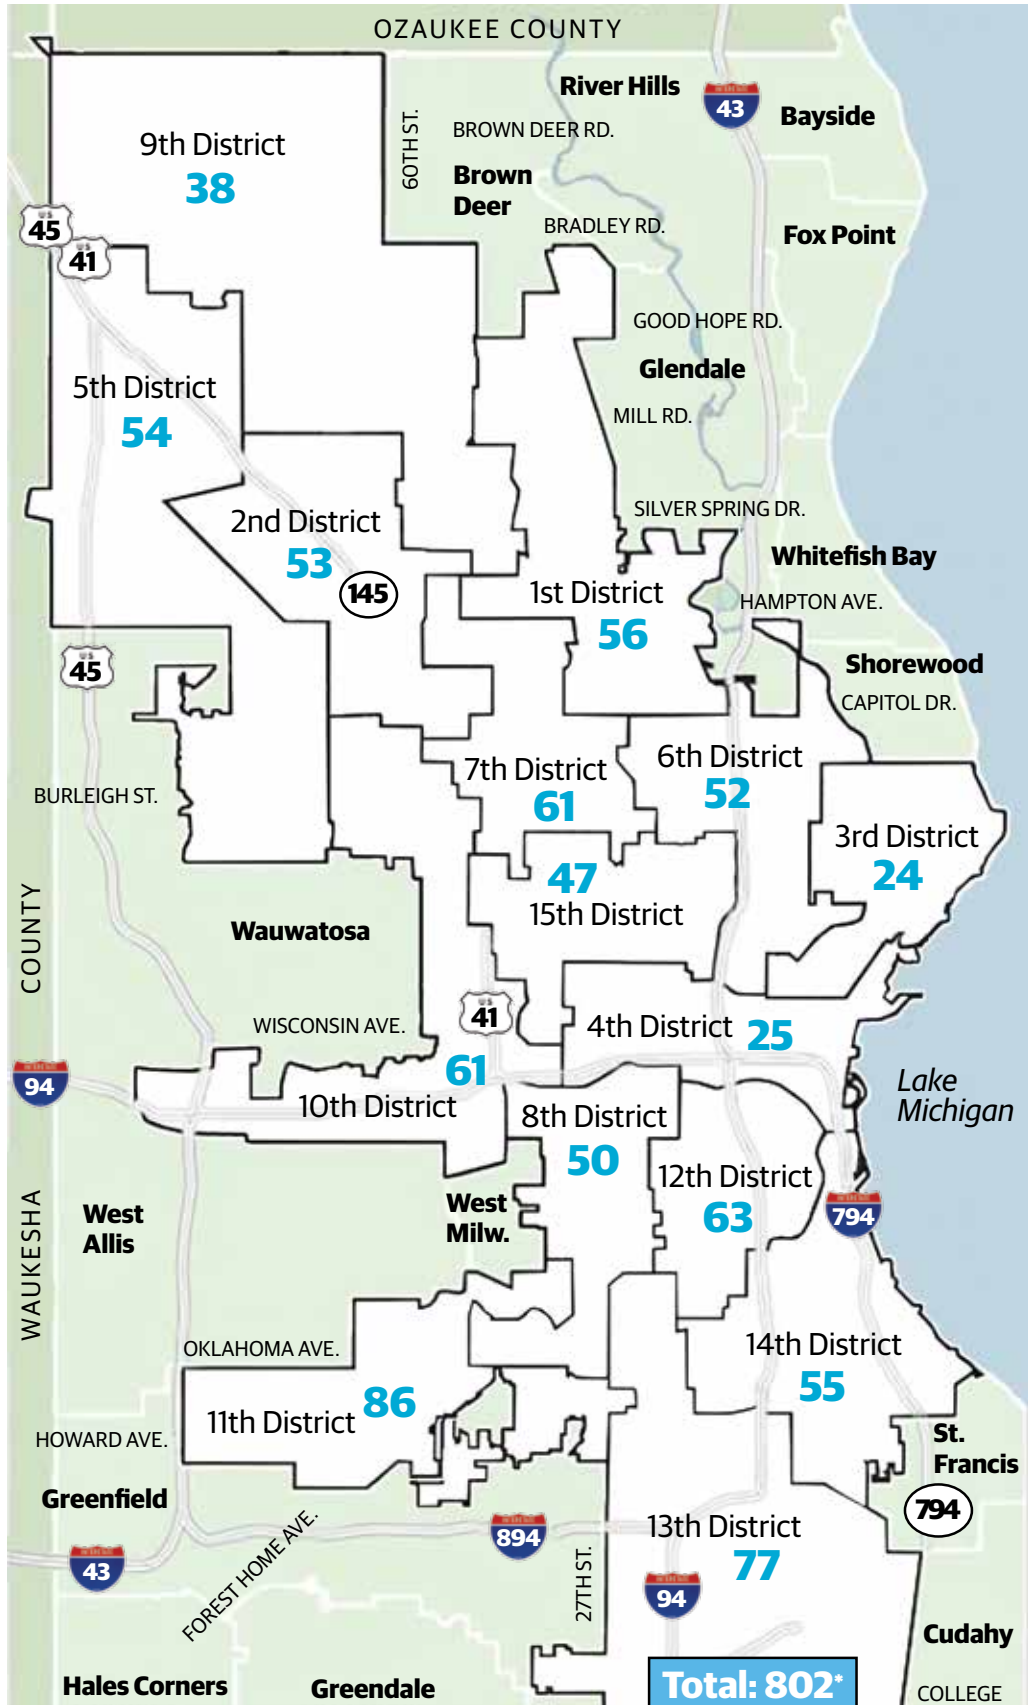 OZAUKEE COUNTY
River Hills
43
Bayside
9th District
38
60TH ST.
BROWN DEER RD.
Brown
Deer
BRADLEY RD.
Fox Point
US
45
US
41
GOOD HOPE RD.
Glendale
5th District
54
MILL RD.
2nd District
53
145
SILVER SPRING DR.
Whitefish Bay
1st District
56
HAMPTON AVE.
US
45
Shorewood
CAPITOL DR.
7th District
61
6th District
52
BURLEIGH ST.
3rd District
24
47
15th District
Wauwatosa
COUNTY
US
41
WISCONSIN AVE.
4th District 25
61
10th District
94
Lake
Michigan
8th District
50
12th District
63
794
West
Allis
West
Milw.
WAUKESHA
OKLAHOMA AVE.
14th District
55
11th District
86
HOWARD AVE.
St.
Francis
Greenfield
794
894
13th District
77
43
FOREST HOME AVE.
27TH ST.
94
Cudahy
Hales Corners
Greendale
Total: 802*
COLLEGE